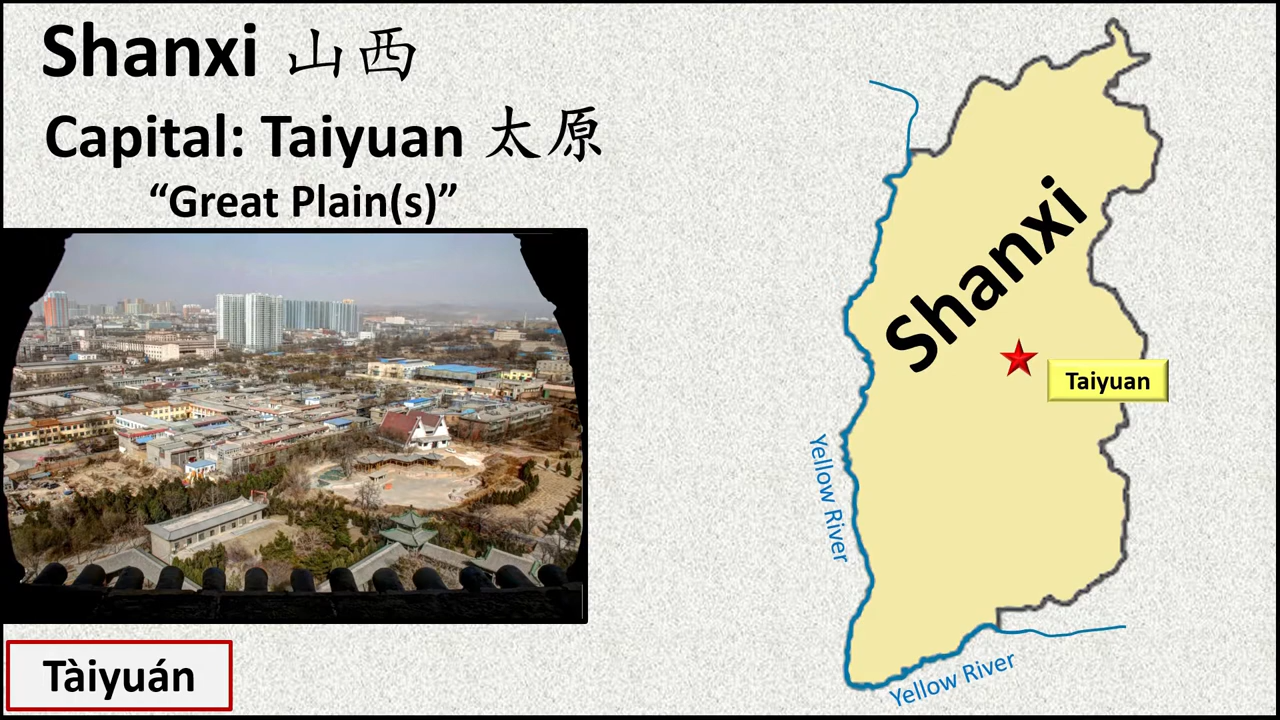 Shanxi 山西
Capital: Taiyuan 太原
“Great Plain(s)”
Tàiyuán
Shanxi
Taiyuan
Yellow River
Yellow River